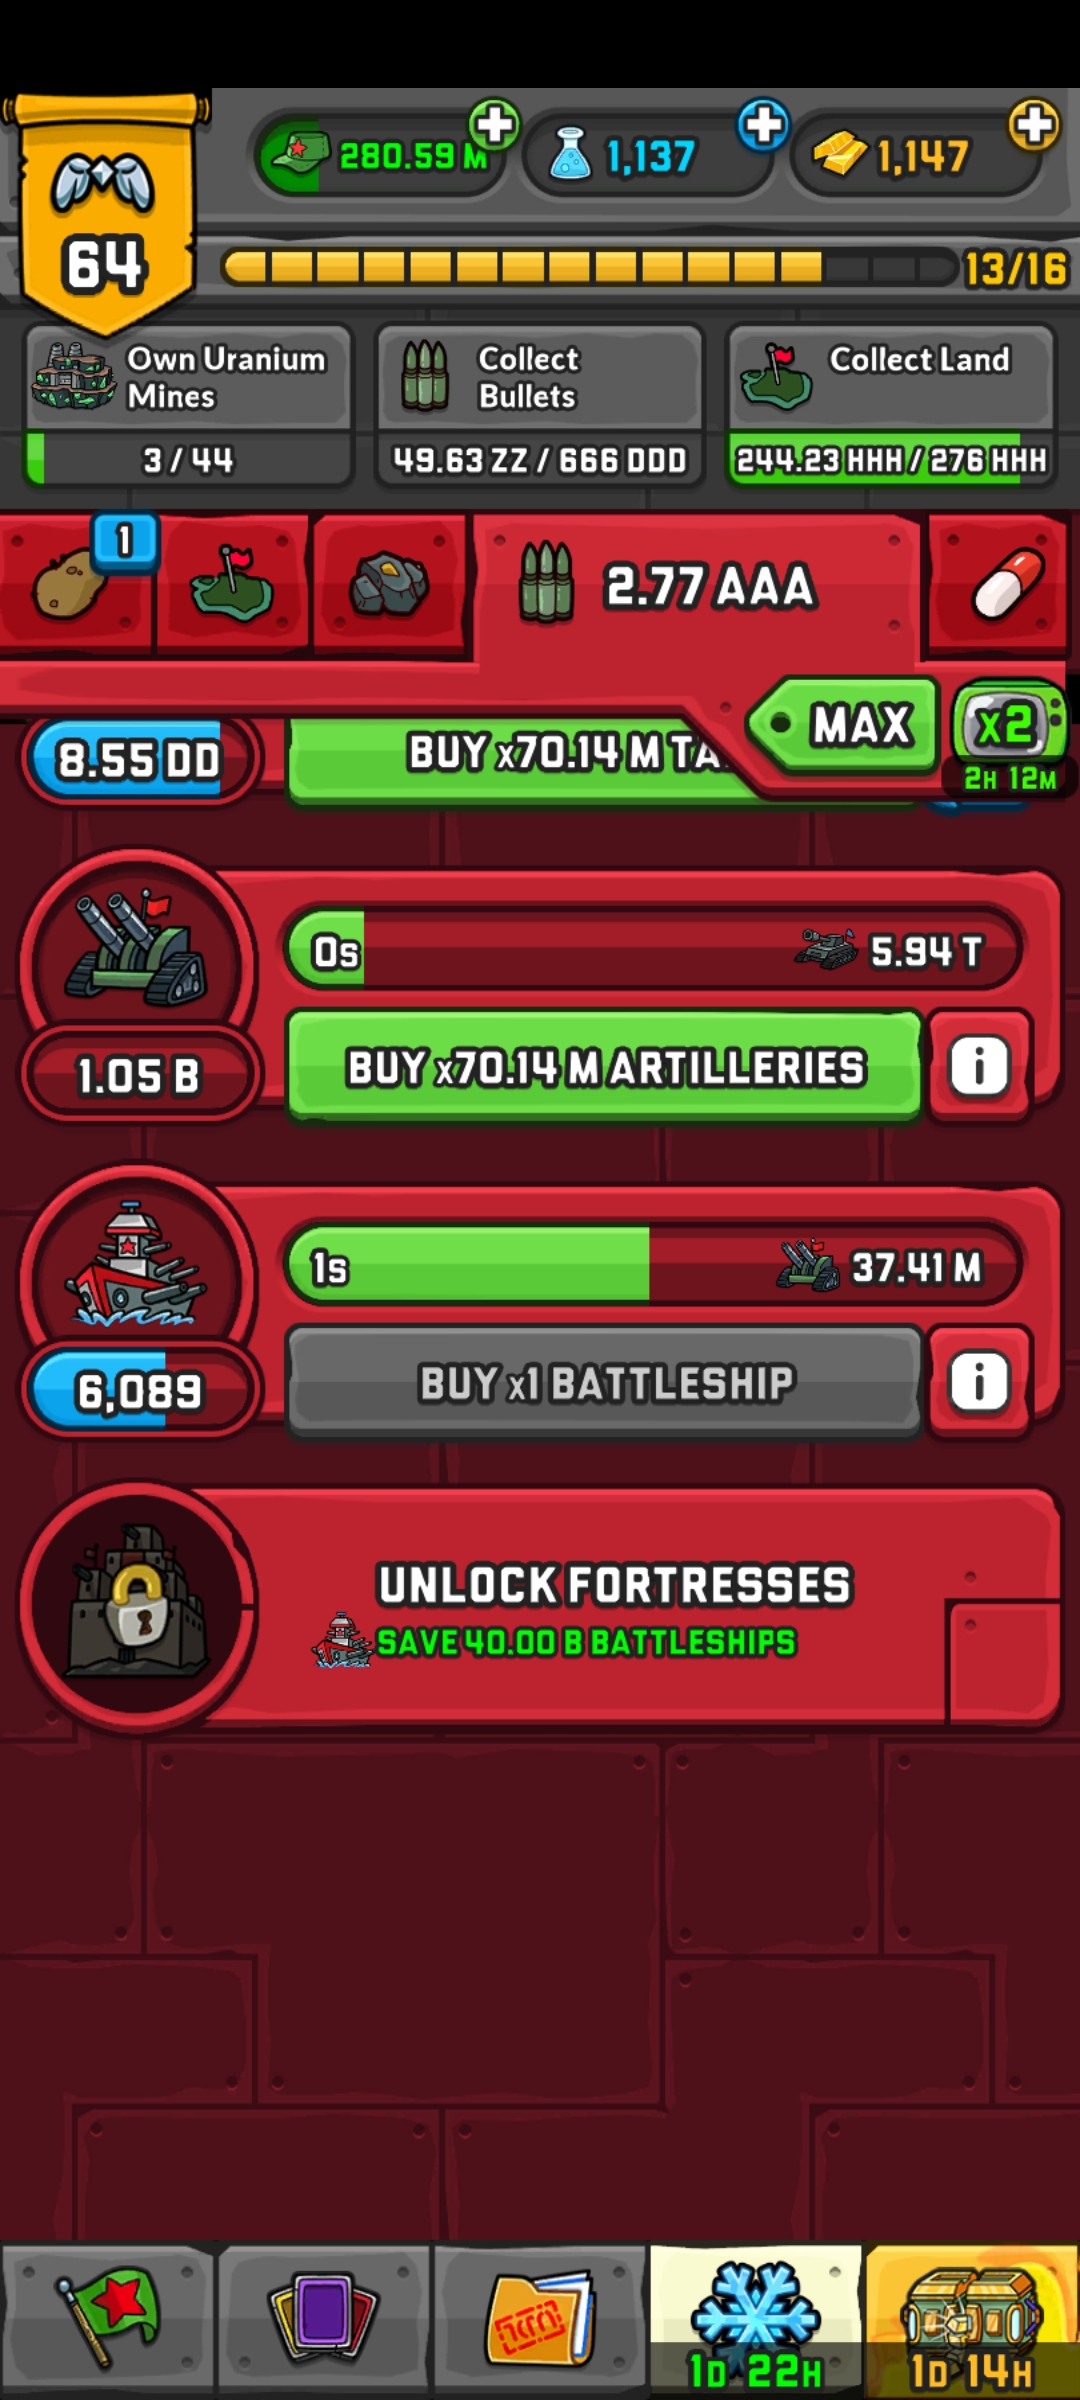 280.59 M
1,137
1,147
64
13/16
Own Uranium
Mines
3 / 44
Collect
Bullets
49.63 ZZ / 666 DDD
Collect Land
244.23 HHH / 276 HHH
1
2.77 AAA
MAX
x2
2H 12M
8.55 DD
BUY x70.14 M TA
0s
5.94 T
1.05 B
BUY x70.14 M ARTILLERIES
i
1s
37.41 M
6,089
BUY x1 BATTLESHIP
i
UNLOCK FORTRESSES
SAVE 40.00 B BATTLESHIPS
1D 22H
1D 14H